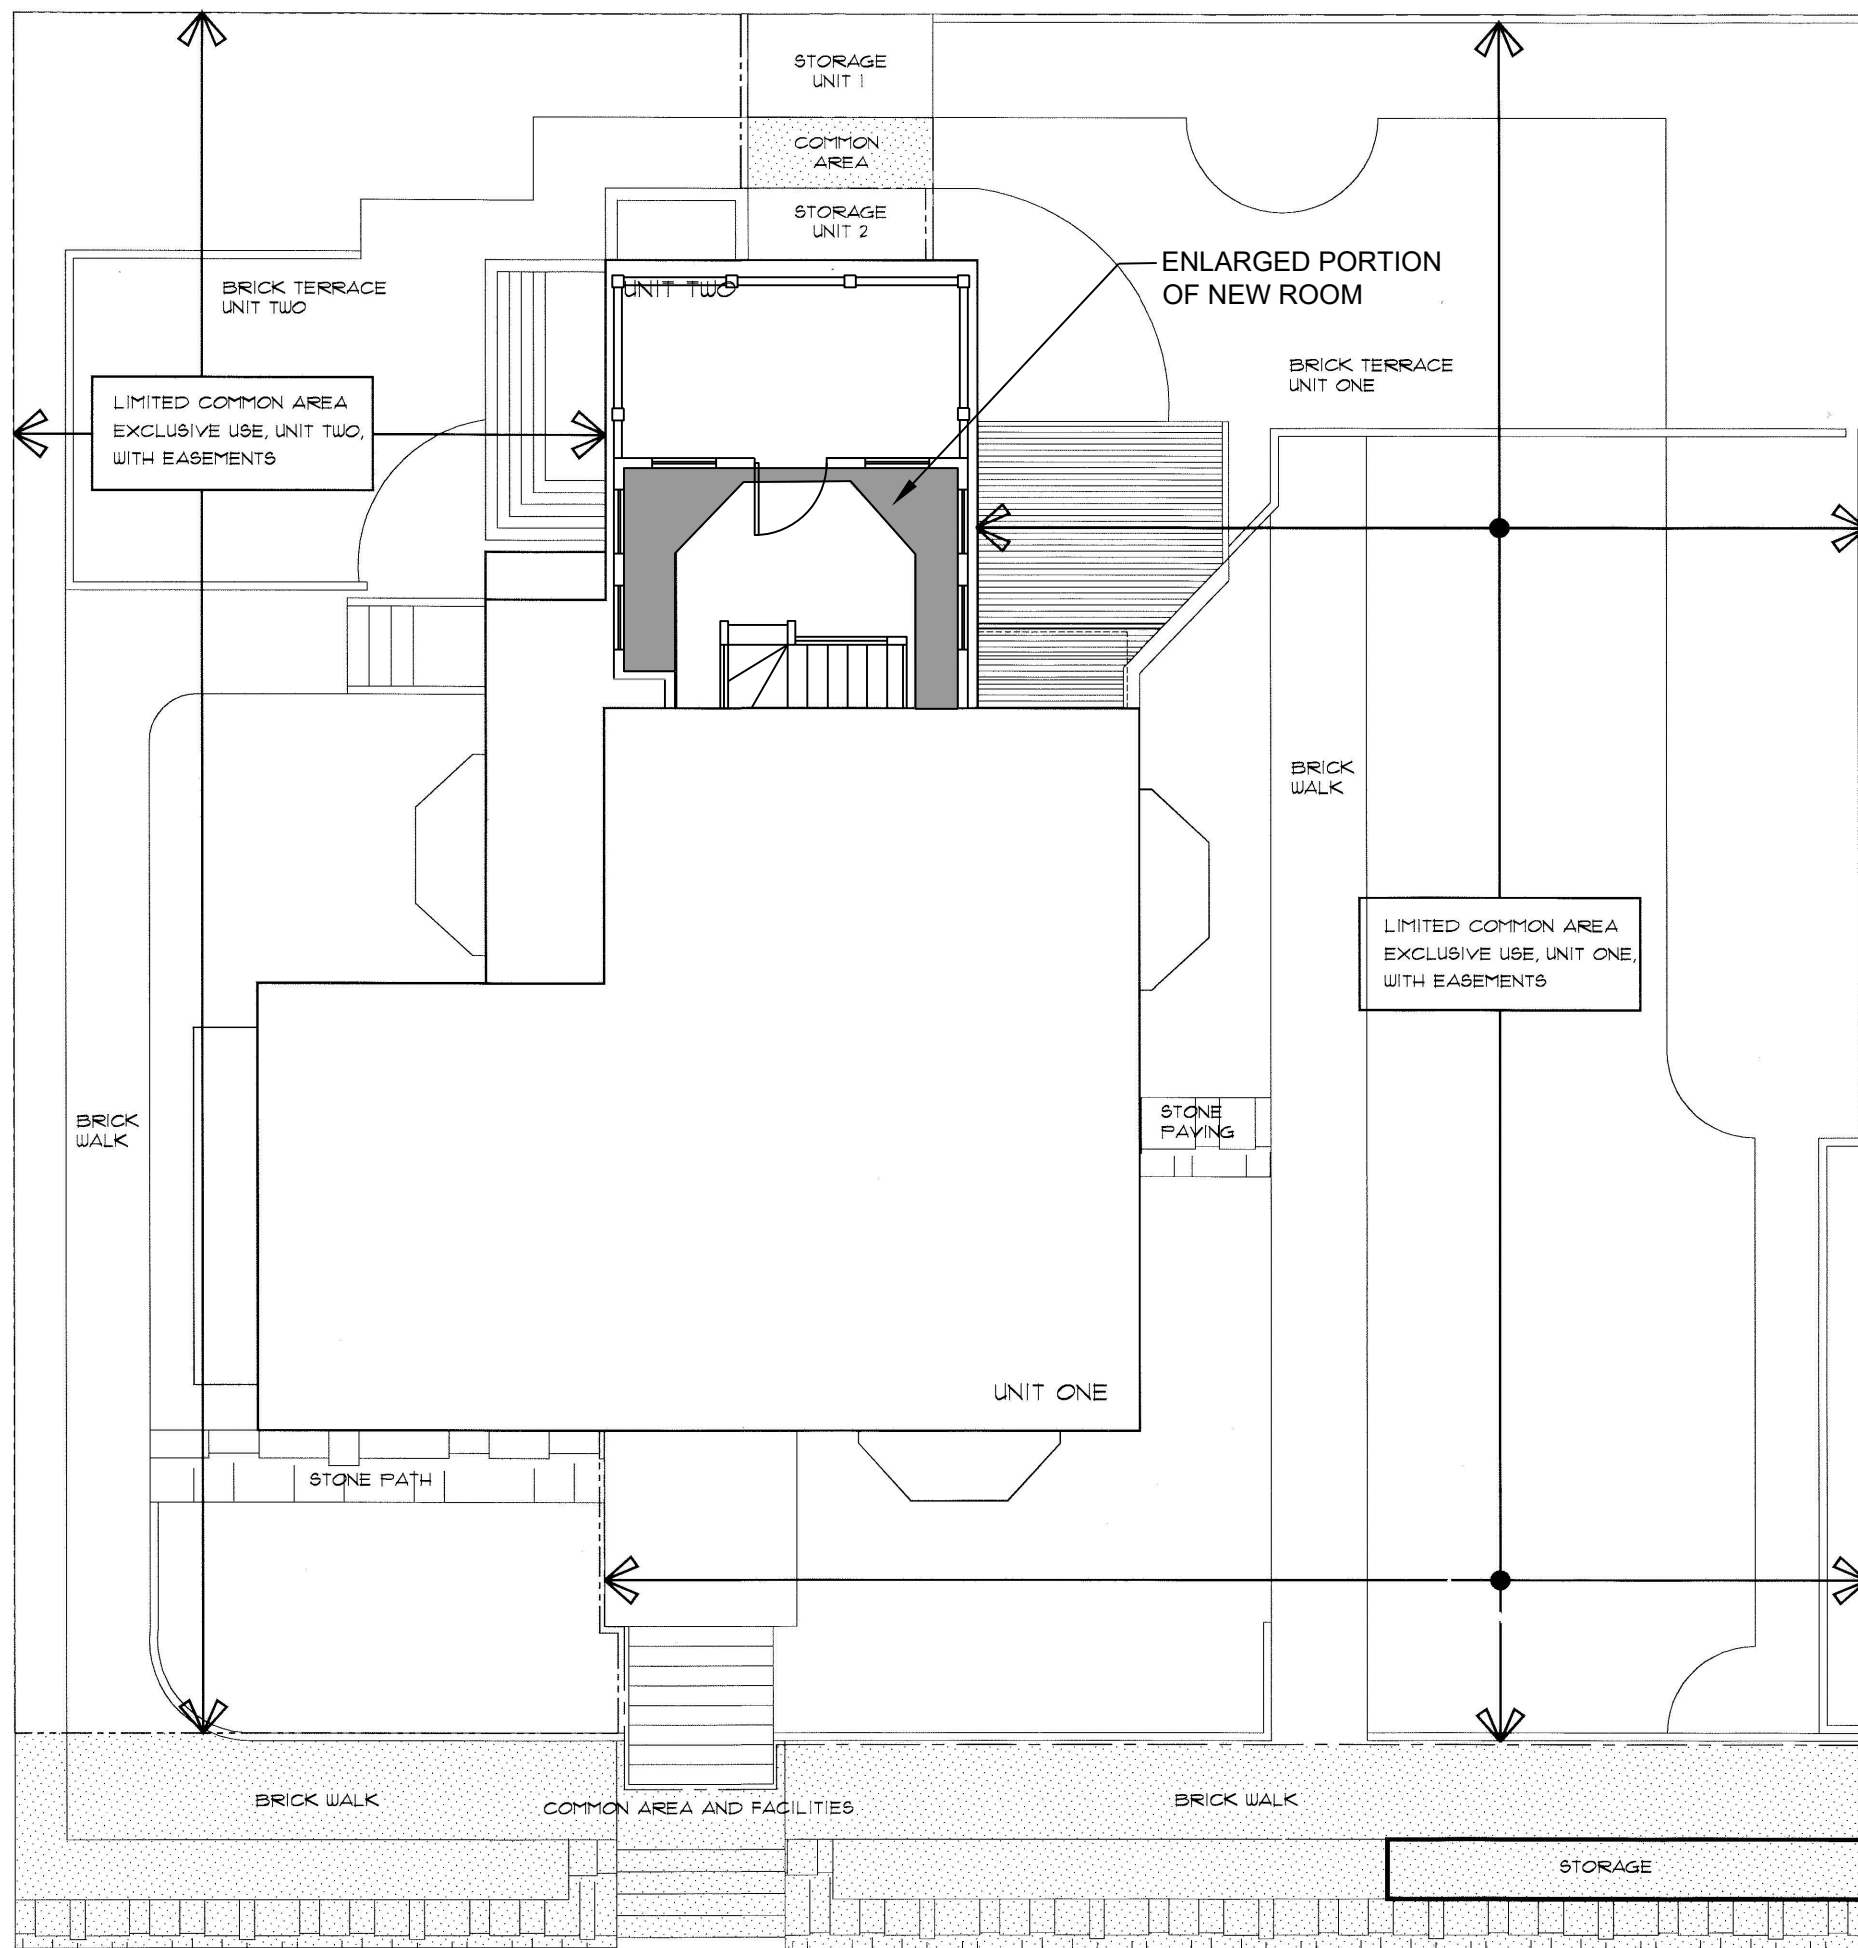 STORAGE
UNIT 1
COMMON
AREA
STORAGE
UNIT 2
ENLARGED PORTION
OF NEW ROOM
UNIT TWO
BRICK TERRACE
UNIT TWO
BRICK TERRACE
UNIT ONE
LIMITED COMMON AREA
EXCLUSIVE USE, UNIT TWO,
WITH EASEMENTS
BRICK
WALK
LIMITED COMMON AREA
EXCLUSIVE USE, UNIT ONE,
WITH EASEMENTS
BRICK
WALK
STONE
PAVING
UNIT ONE
STONE PATH
BRICK WALK
COMMON AREA AND FACILITIES
BRICK WALK
STORAGE